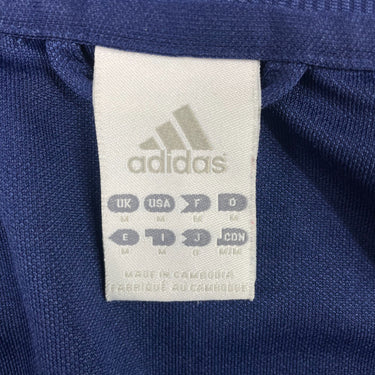 adidas
UK USA F D
M M M M
E I J CDN
M M O M/M
MADE IN CAMBODIA
FABRIQUÉ AU CAMBODGE